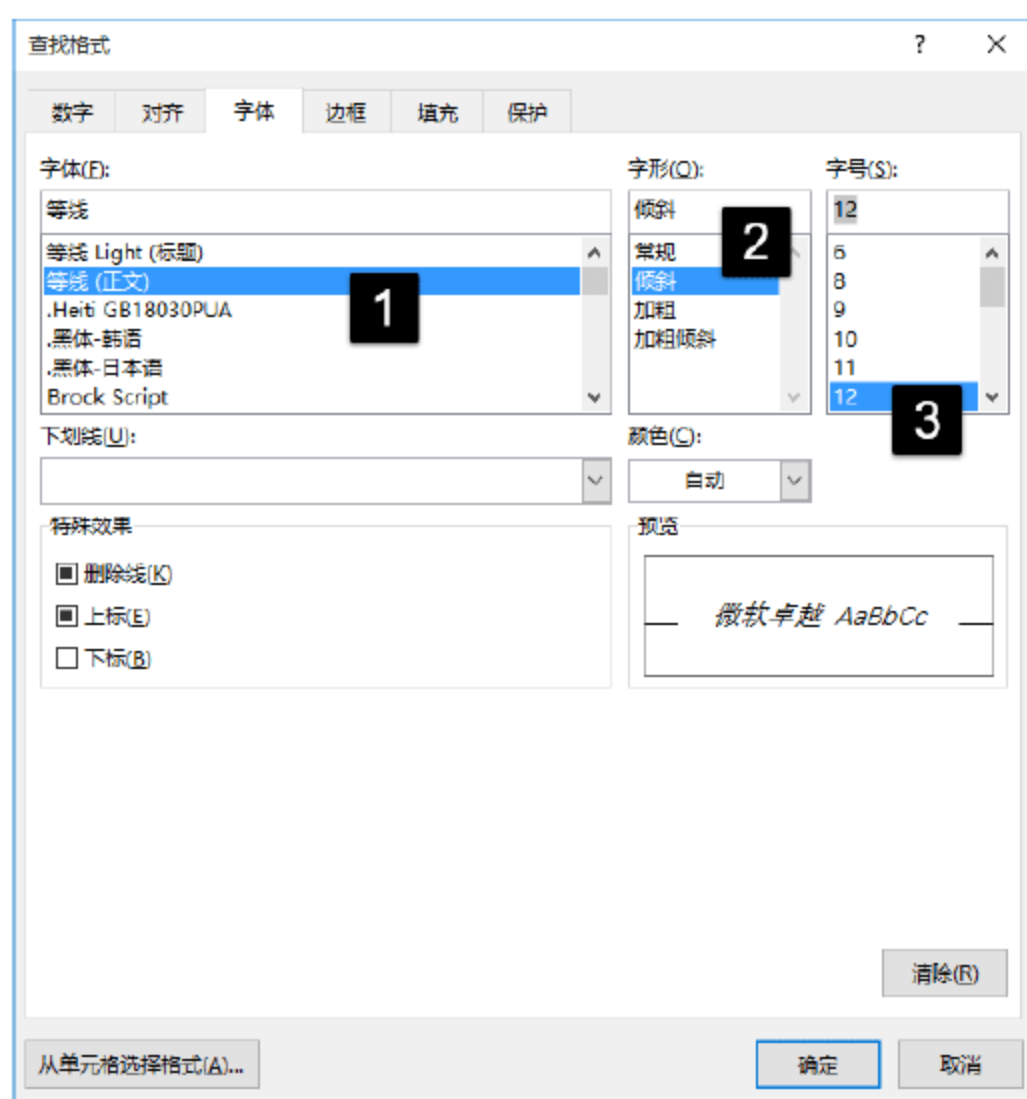 查找格式 ? ×
数字 对齐 字体 边框 填充 保护
字体(F): 字形(O): 字号(S):
等线 倾斜 12
等线 Light (标题) 常规 6
等线 (正文) 倾斜 8
.Heiti GB18030PUA 加粗 9
.黑体-韩语 加粗倾斜 10
.黑体-日本语 11
Brock Script 12
1
2
3
下划线(U): 颜色(C):
自动
特殊效果 预览
删除线(K)
上标(E)
下标(B)
微软卓越 AaBbCc
清除(R)
从单元格选择格式(A)... 确定 取消